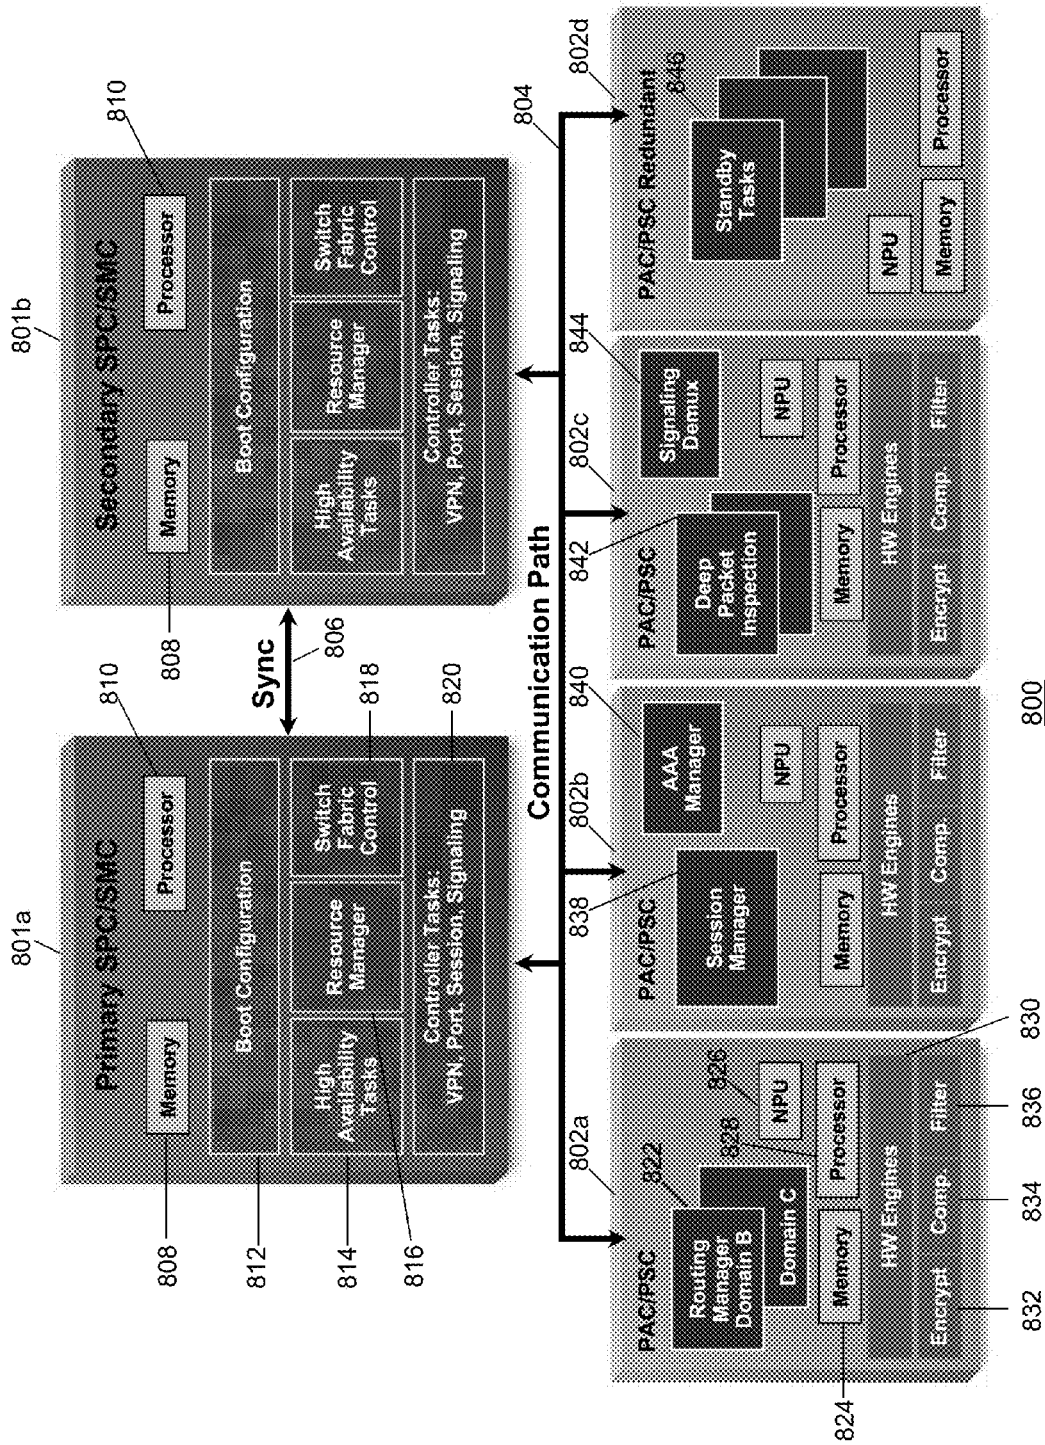 801a
Primary SPC/SMC
808
Memory
Processor
810
812
Boot Configuration
814
High
Availability
Tasks
816
Resource
Manager
Switch
Fabric
Control
818
Controller Tasks:
VPN, Port, Session, Signaling
820
Sync
806
801b
Secondary SPC/SMC
808
Memory
Processor
810
Boot Configuration
High
Availability
Tasks
Resource
Manager
Switch
Fabric
Control
Controller Tasks:
VPN, Port, Session, Signaling
Communication Path
804
802a
PAC/PSC
822
Routing
Manager
Domain B
Domain C
826
NPU
828
824
Memory
Processor
HW Engines
830
Encrypt
Comp
Filter
832
834
836
802b
PAC/PSC
838
Session
Manager
840
AAA
Manager
NPU
Memory
Processor
HW Engines
Encrypt
Comp.
Filter
802c
PAC/PSC
842
Deep
Packet
Inspection
844
Signaling
Demux
NPU
Memory
Processor
HW Engines
Encrypt
Comp.
Filter
802d
PAC/PSC Redundant
846
Standby
Tasks
NPU
Memory
Processor
800